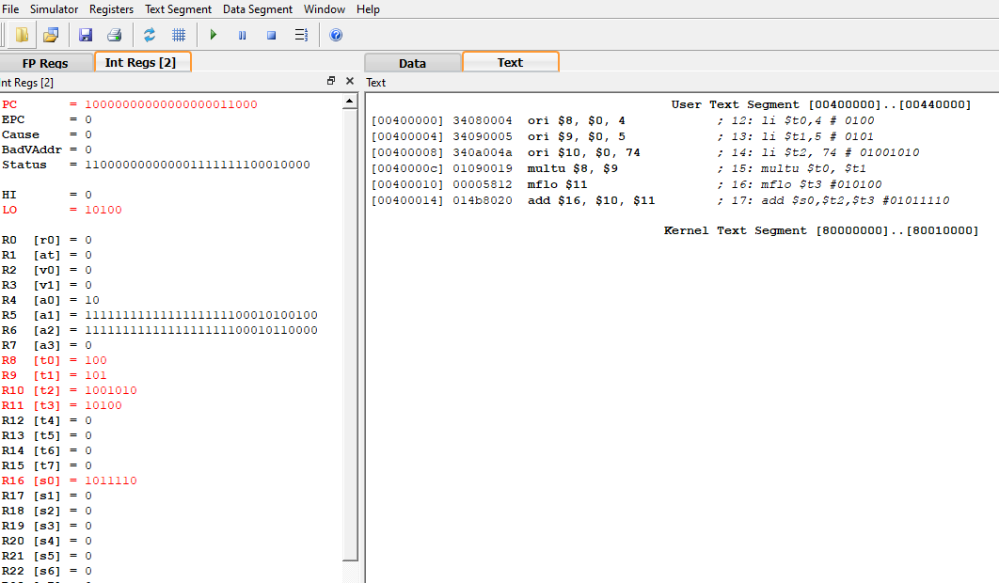 File Simulator Registers Text Segment Data Segment Window Help
FP Regs Int Regs [2] Data Text
nt Regs [2]
PC = 10000000000000000011000
EPC = 0
Cause = 0
BadVAddr = 0
Status = 110000000000001111111100010000
HI = 0
LO = 10100
R0 [r0] = 0
R1 [at] = 0
R2 [v0] = 0
R3 [v1] = 0
R4 [a0] = 10
R5 [a1] = 1111111111111111111100010100100
R6 [a2] = 1111111111111111111100010110000
R7 [a3] = 0
R8 [t0] = 100
R9 [t1] = 101
R10 [t2] = 1001010
R11 [t3] = 10100
R12 [t4] = 0
R13 [t5] = 0
R14 [t6] = 0
R15 [t7] = 0
R16 [s0] = 1011110
R17 [s1] = 0
R18 [s2] = 0
R19 [s3] = 0
R20 [s4] = 0
R21 [s5] = 0
R22 [s6] = 0
Text
User Text Segment [00400000]..[00440000]
[00400000] 34080004 ori $8, $0, 4 ; 12: li $t0,4 # 0100
[00400004] 34090005 ori $9, $0, 5 ; 13: li $t1,5 # 0101
[00400008] 340a004a ori $10, $0, 74 ; 14: li $t2, 74 # 01001010
[0040000c] 01090019 multu $8, $9 ; 15: multu $t0, $t1
[00400010] 00005812 mflo $11 ; 16: mflo $t3 #010100
[00400014] 014b8020 add $16, $10, $11 ; 17: add $s0,$t2,$t3 #01011110
Kernel Text Segment [80000000]..[80010000]